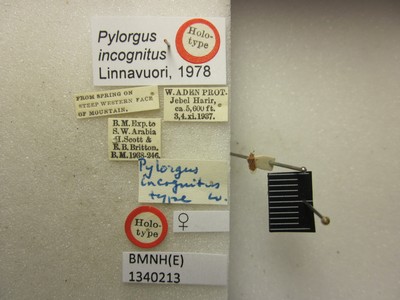 Pylorgus
incognitus
Linnavuori, 1978
Holo-
type
FROM SPRING ON
STEEP WESTERN FACE
OF MOUNTAIN.
W. ADEN PROT.
Jebel Harir,
ca. 5,600 ft.
3,4.xi.1937.
B.M. Exp. to
S.W. Arabia
H. Scott &
E.B. Britton.
B.M. 1938-246.
Pylorgus
incognitus
type Lv.
Holo-
type
♀
BMNH(E)
1340213